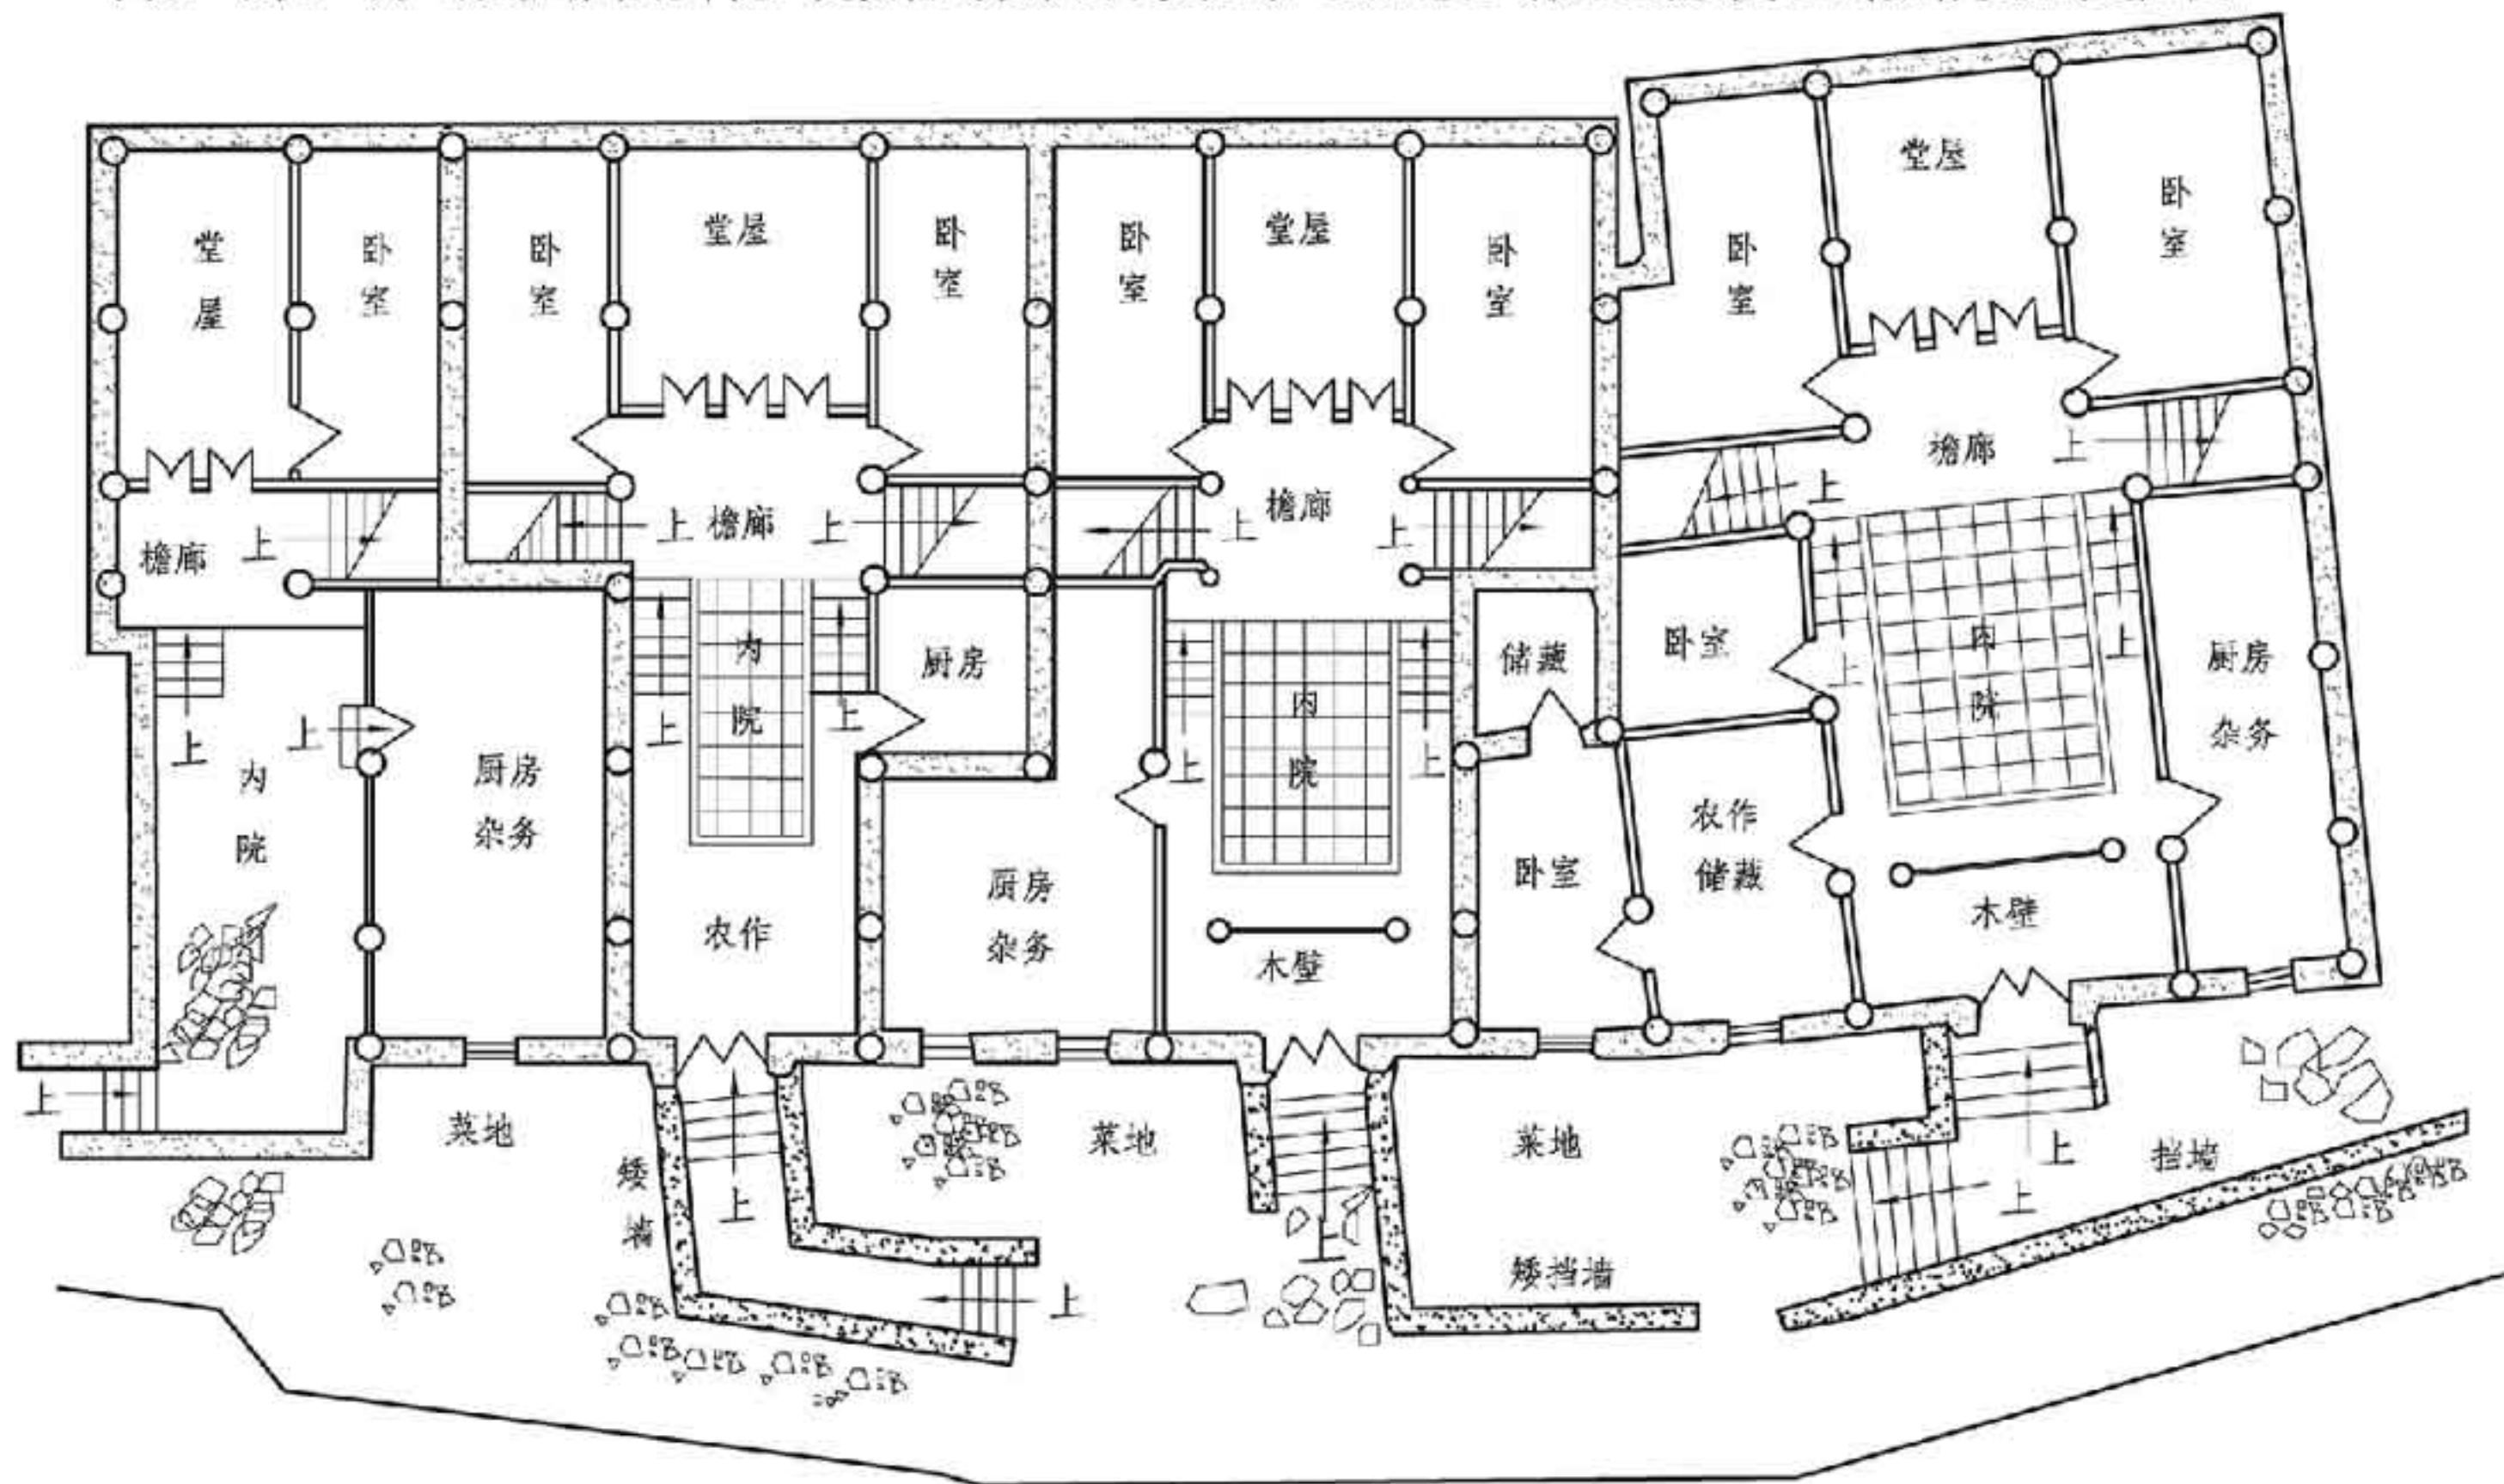 堂屋
卧室
卧室
堂屋
卧室
卧室
堂屋
卧室
卧室
堂屋
卧室
檐廊
上
上
檐廊
上
上
檐廊
上
上
檐廊
上
上
内院
上
厨房
杂务
上
内院
上
厨房
上
内院
上
储藏
卧室
上
内院
上
厨房
杂务
农作
厨房
杂务
木壁
卧室
农作
储藏
木壁
上
菜地
矮墙
上
上
菜地
上
菜地
矮挡墙
上
上
挡墙